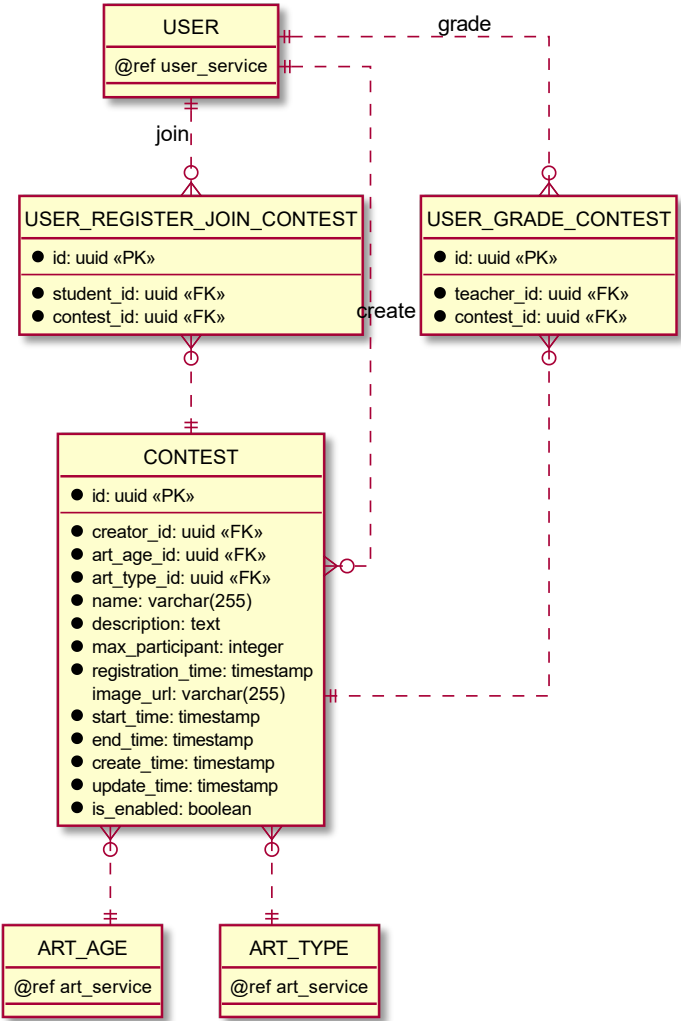 USER
@ref user_service
grade
join
USER_REGISTER_JOIN_CONTEST
id: uuid «PK»
student_id: uuid «FK»
contest_id: uuid «FK»
create
USER_GRADE_CONTEST
id: uuid «PK»
teacher_id: uuid «FK»
contest_id: uuid «FK»
CONTEST
id: uuid «PK»
creator_id: uuid «FK»
art_age_id: uuid «FK»
art_type_id: uuid «FK»
name: varchar(255)
description: text
max_participant: integer
registration_time: timestamp
image_url: varchar(255)
start_time: timestamp
end_time: timestamp
create_time: timestamp
update_time: timestamp
is_enabled: boolean
ART_AGE
@ref art_service
ART_TYPE
@ref art_service